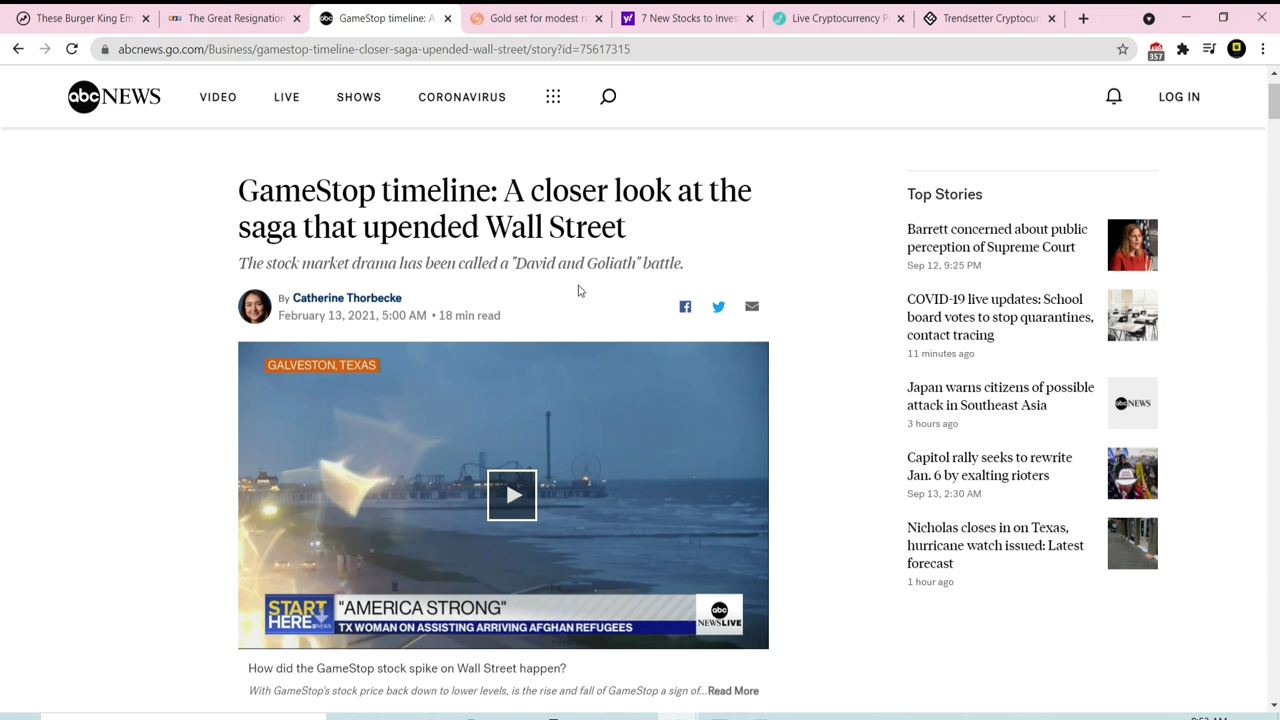 These Burger King Em
The Great Resignation
GameStop timeline: A
Gold set for modest r
7 New Stocks to Inves
Live Cryptocurrency P
Trendsetter Cryptocur
abcnews.go.com/Business/gamestop-timeline-closer-saga-upended-wall-street/story?id=75617315
357
abc NEWS
VIDEO
LIVE
SHOWS
CORONAVIRUS
LOG IN
GameStop timeline: A closer look at the
saga that upended Wall Street
The stock market drama has been called a "David and Goliath" battle.
By Catherine Thorbecke
February 13, 2021, 5:00 AM • 18 min read
GALVESTON, TEXAS
START
HERE
"AMERICA STRONG"
TX WOMAN ON ASSISTING ARRIVING AFGHAN REFUGEES
abc
NEWSLIVE
How did the GameStop stock spike on Wall Street happen?
With GameStop's stock price back down to lower levels, is the rise and fall of GameStop a sign of...Read More
Top Stories
Barrett concerned about public
perception of Supreme Court
Sep 12, 9:25 PM
COVID-19 live updates: School
board votes to stop quarantines,
contact tracing
11 minutes ago
Japan warns citizens of possible
attack in Southeast Asia
abc NEWS
3 hours ago
Capitol rally seeks to rewrite
Jan. 6 by exalting rioters
Sep 13, 2:30 AM
Nicholas closes in on Texas,
hurricane watch issued: Latest
forecast
1 hour ago